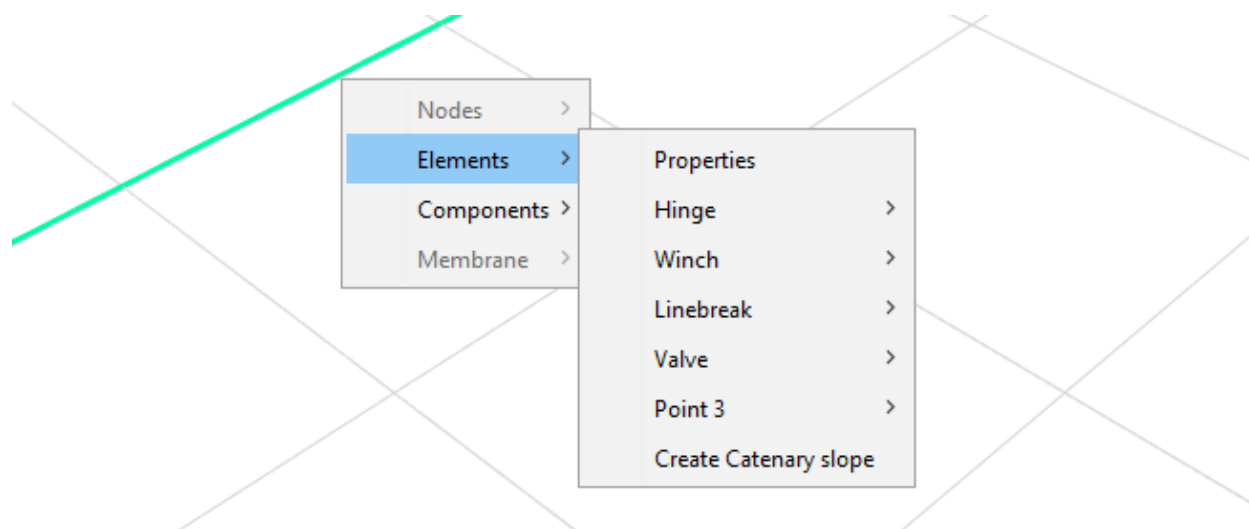 Nodes
Elements
Components
Membrane
Properties
Hinge
Winch
Linebreak
Valve
Point 3
Create Catenary slope